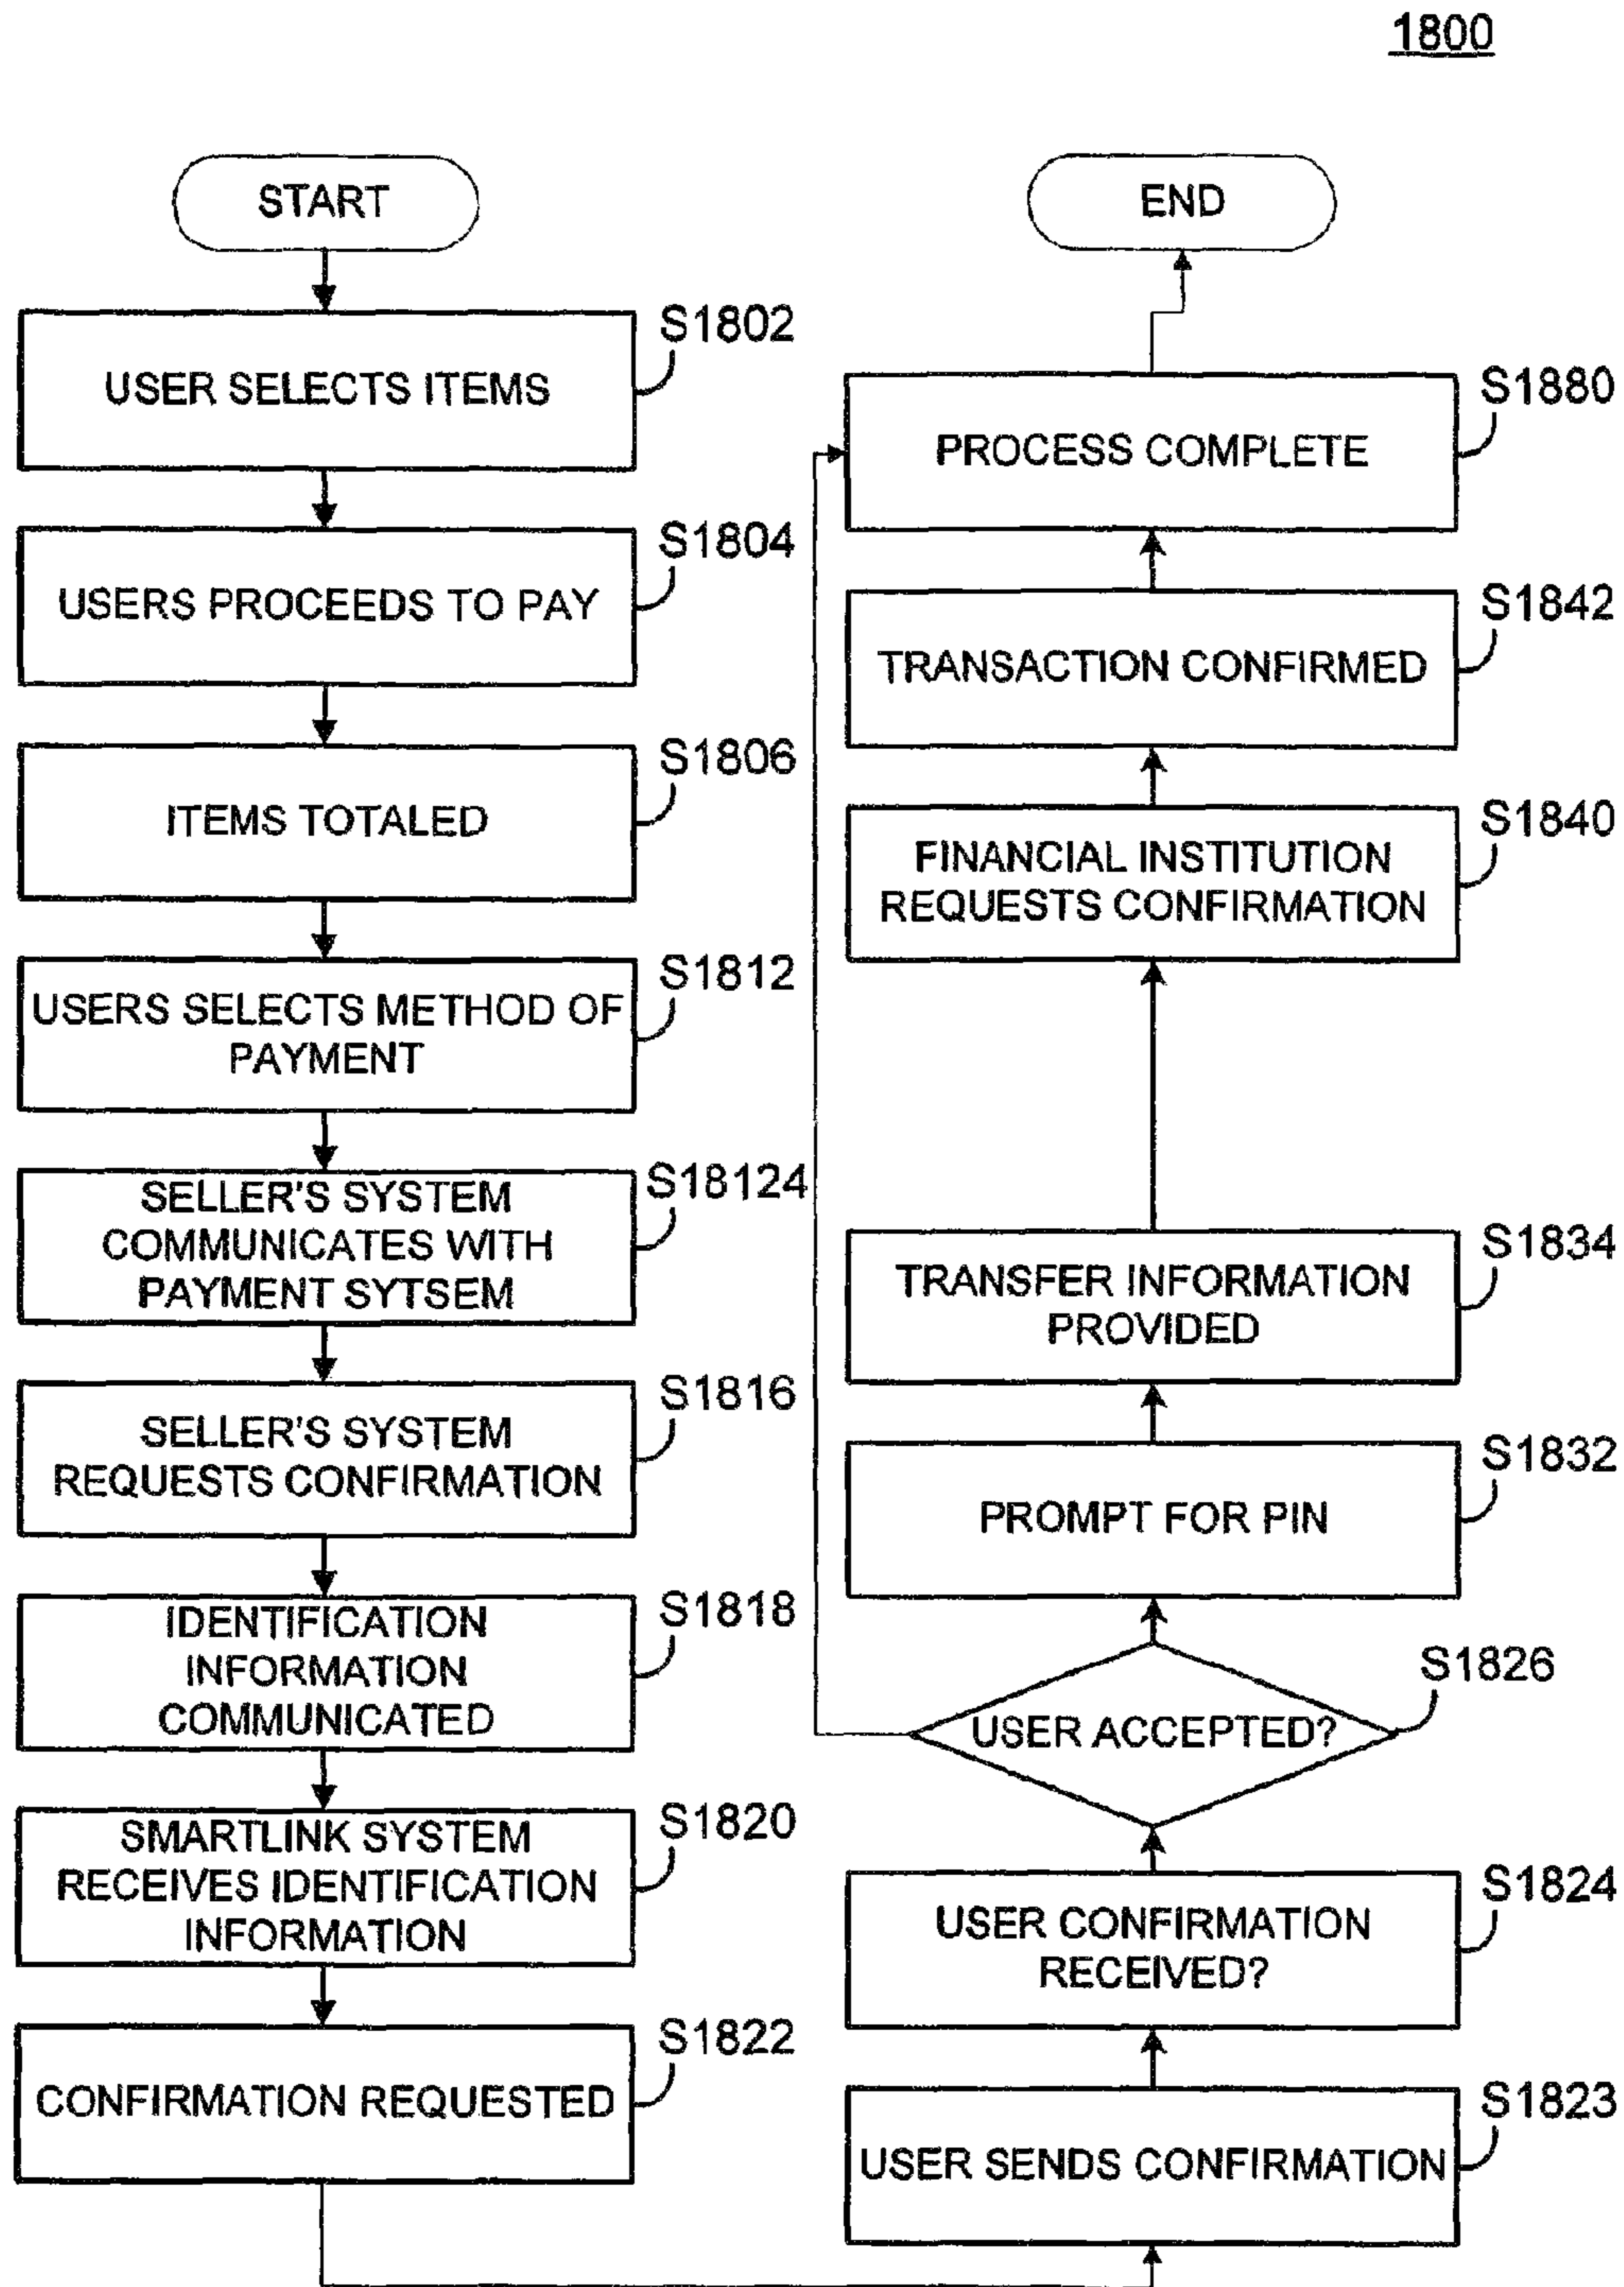 1800
START
S1802
USER SELECTS ITEMS
S1804
USERS PROCEEDS TO PAY
S1806
ITEMS TOTALED
S1812
USERS SELECTS METHOD OF
PAYMENT
S18124
SELLER'S SYSTEM
COMMUNICATES WITH
PAYMENT SYTSEM
S1816
SELLER'S SYSTEM
REQUESTS CONFIRMATION
S1818
IDENTIFICATION
INFORMATION
COMMUNICATED
S1820
SMARTLINK SYSTEM
RECEIVES IDENTIFICATION
INFORMATION
S1822
CONFIRMATION REQUESTED
END
S1880
PROCESS COMPLETE
S1842
TRANSACTION CONFIRMED
S1840
FINANCIAL INSTITUTION
REQUESTS CONFIRMATION
S1834
TRANSFER INFORMATION
PROVIDED
S1832
PROMPT FOR PIN
S1826
USER ACCEPTED?
S1824
USER CONFIRMATION
RECEIVED?
S1823
USER SENDS CONFIRMATION